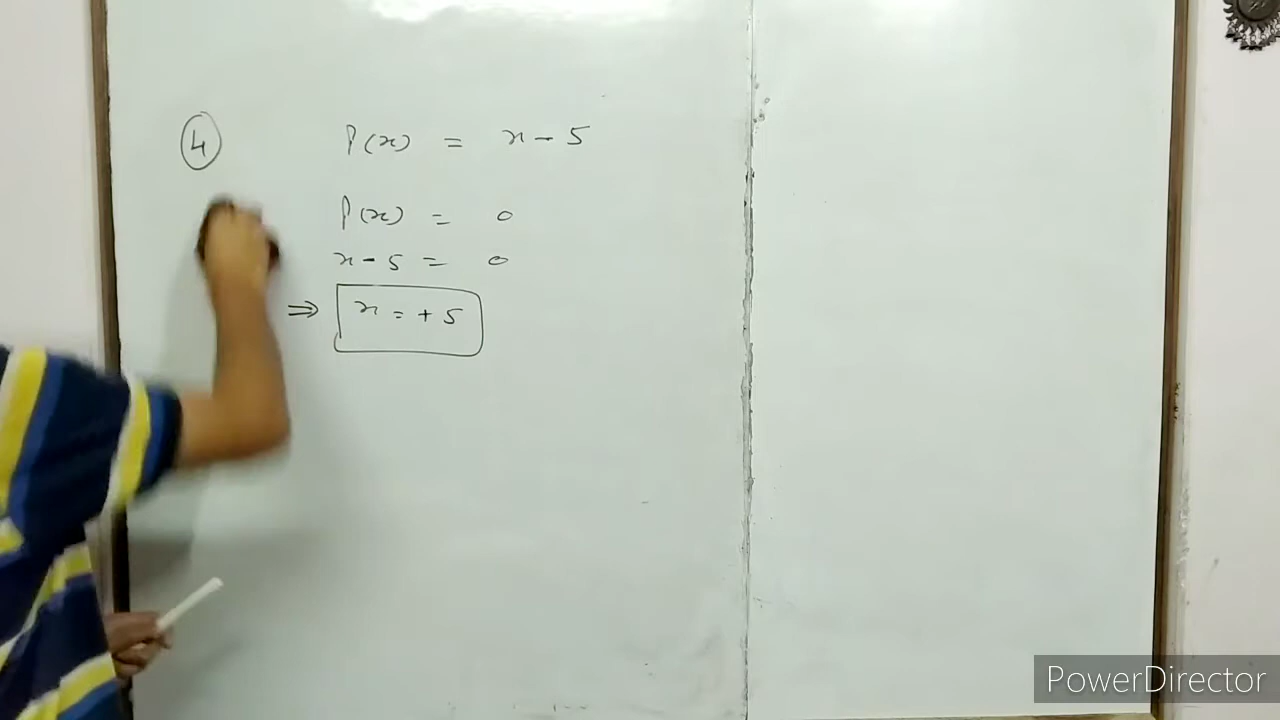 ④ P(x) = x - 5
P(x) = 0
x - 5 = 0
⇒ x = + 5
PowerDirector